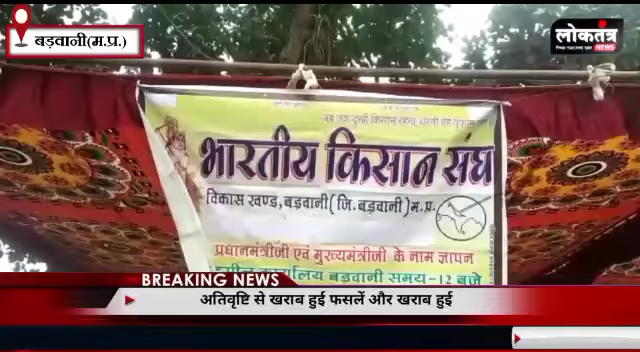 बड़वानी(म.प्र.)
लोकतंत्र
NEWS
भारतीय किसान संघ
विकास खण्ड, बड़वानी (जि. बड़वानी) म.प्र.
प्रधानमंत्रीजी एवं मुख्यमंत्रीजी के नाम ज्ञापन
कार्यालय बड़वानी समय-12 बजे
BREAKING NEWS
अतिवृष्टि से खराब हुई फसलें और खराब हुई